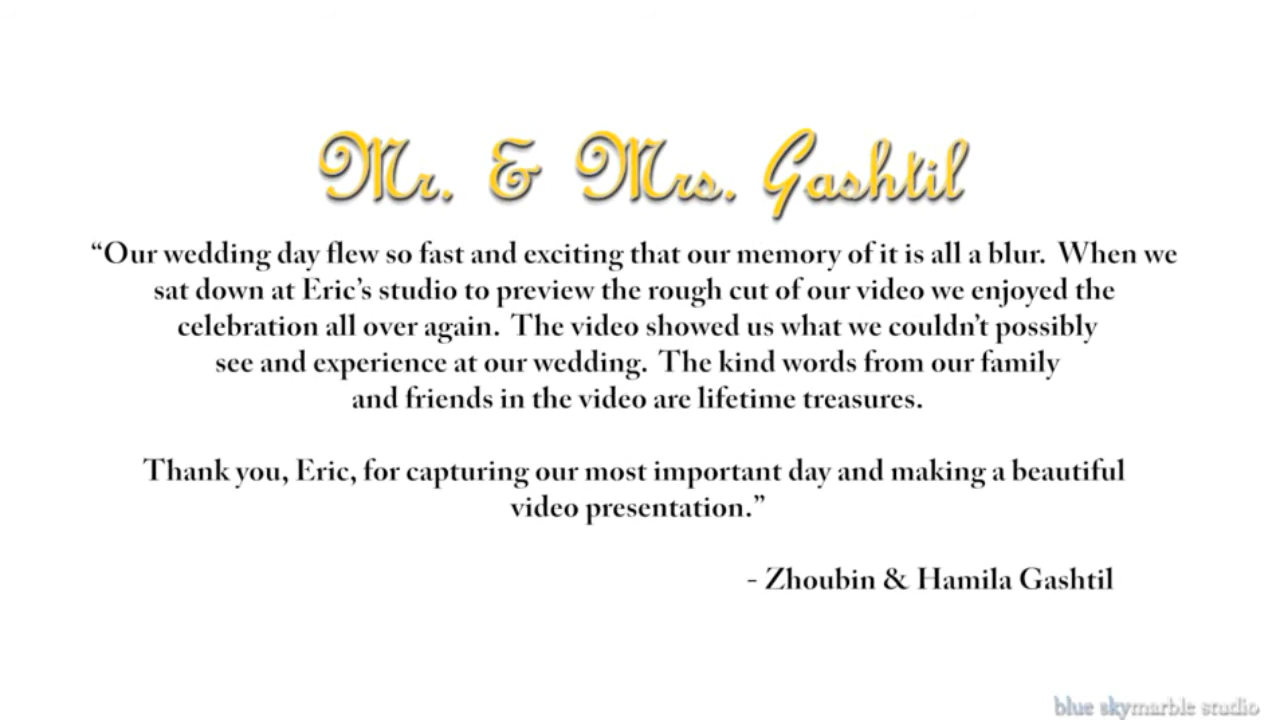 Mr. & Mrs. Gashtil
“Our wedding day flew so fast and exciting that our memory of it is all a blur.  When we
sat down at Eric’s studio to preview the rough cut of our video we enjoyed the
celebration all over again.  The video showed us what we couldn’t possibly
see and experience at our wedding.  The kind words from our family
and friends in the video are lifetime treasures.
Thank you, Eric, for capturing our most important day and making a beautiful
video presentation.”
- Zhoubin & Hamila Gashtil
blue skymarble studio